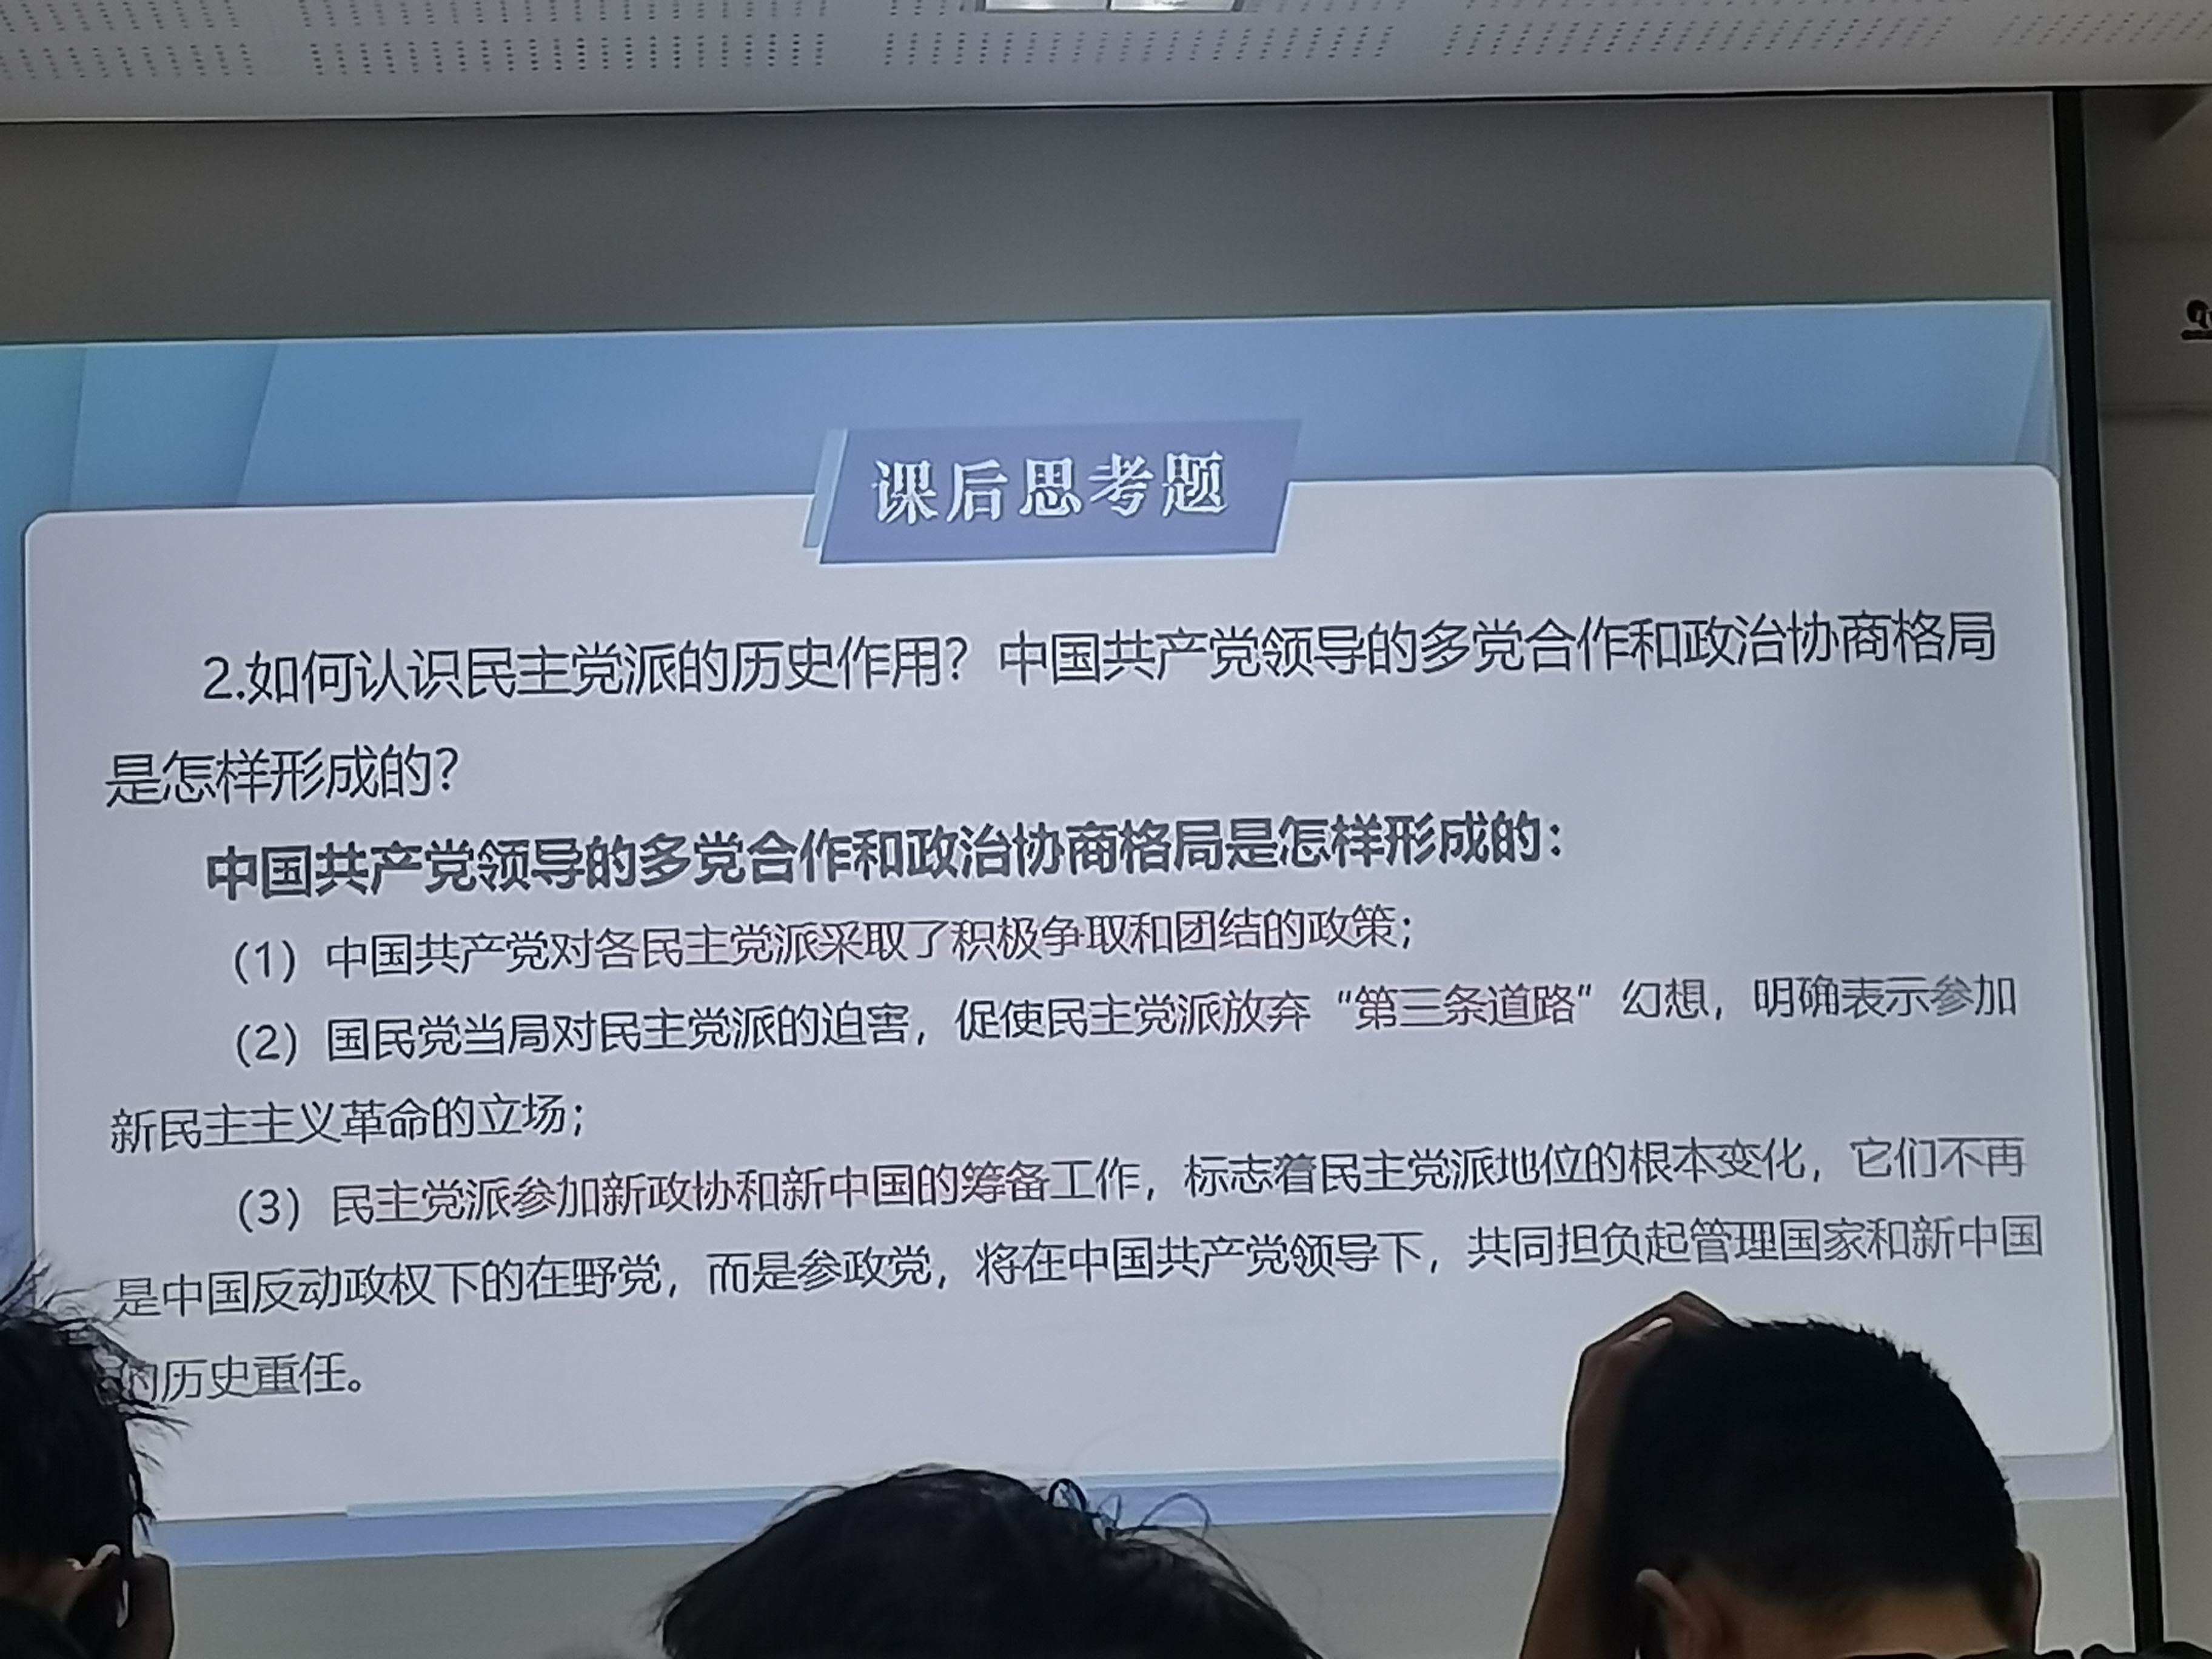 课后思考题
2.如何认识民主党派的历史作用？中国共产党领导的多党合作和政治协商格局
是怎样形成的？
中国共产党领导的多党合作和政治协商格局是怎样形成的：
（1）中国共产党对各民主党派采取了积极争取和团结的政策；
（2）国民党当局对民主党派的迫害，促使民主党派放弃“第三条道路”幻想，明确表示参加
新民主主义革命的立场；
（3）民主党派参加新政协和新中国的筹备工作，标志着民主党派地位的根本变化，它们不再
是中国反动政权下的在野党，而是参政党，将在中国共产党领导下，共同担负起管理国家和新中国
的历史重任。